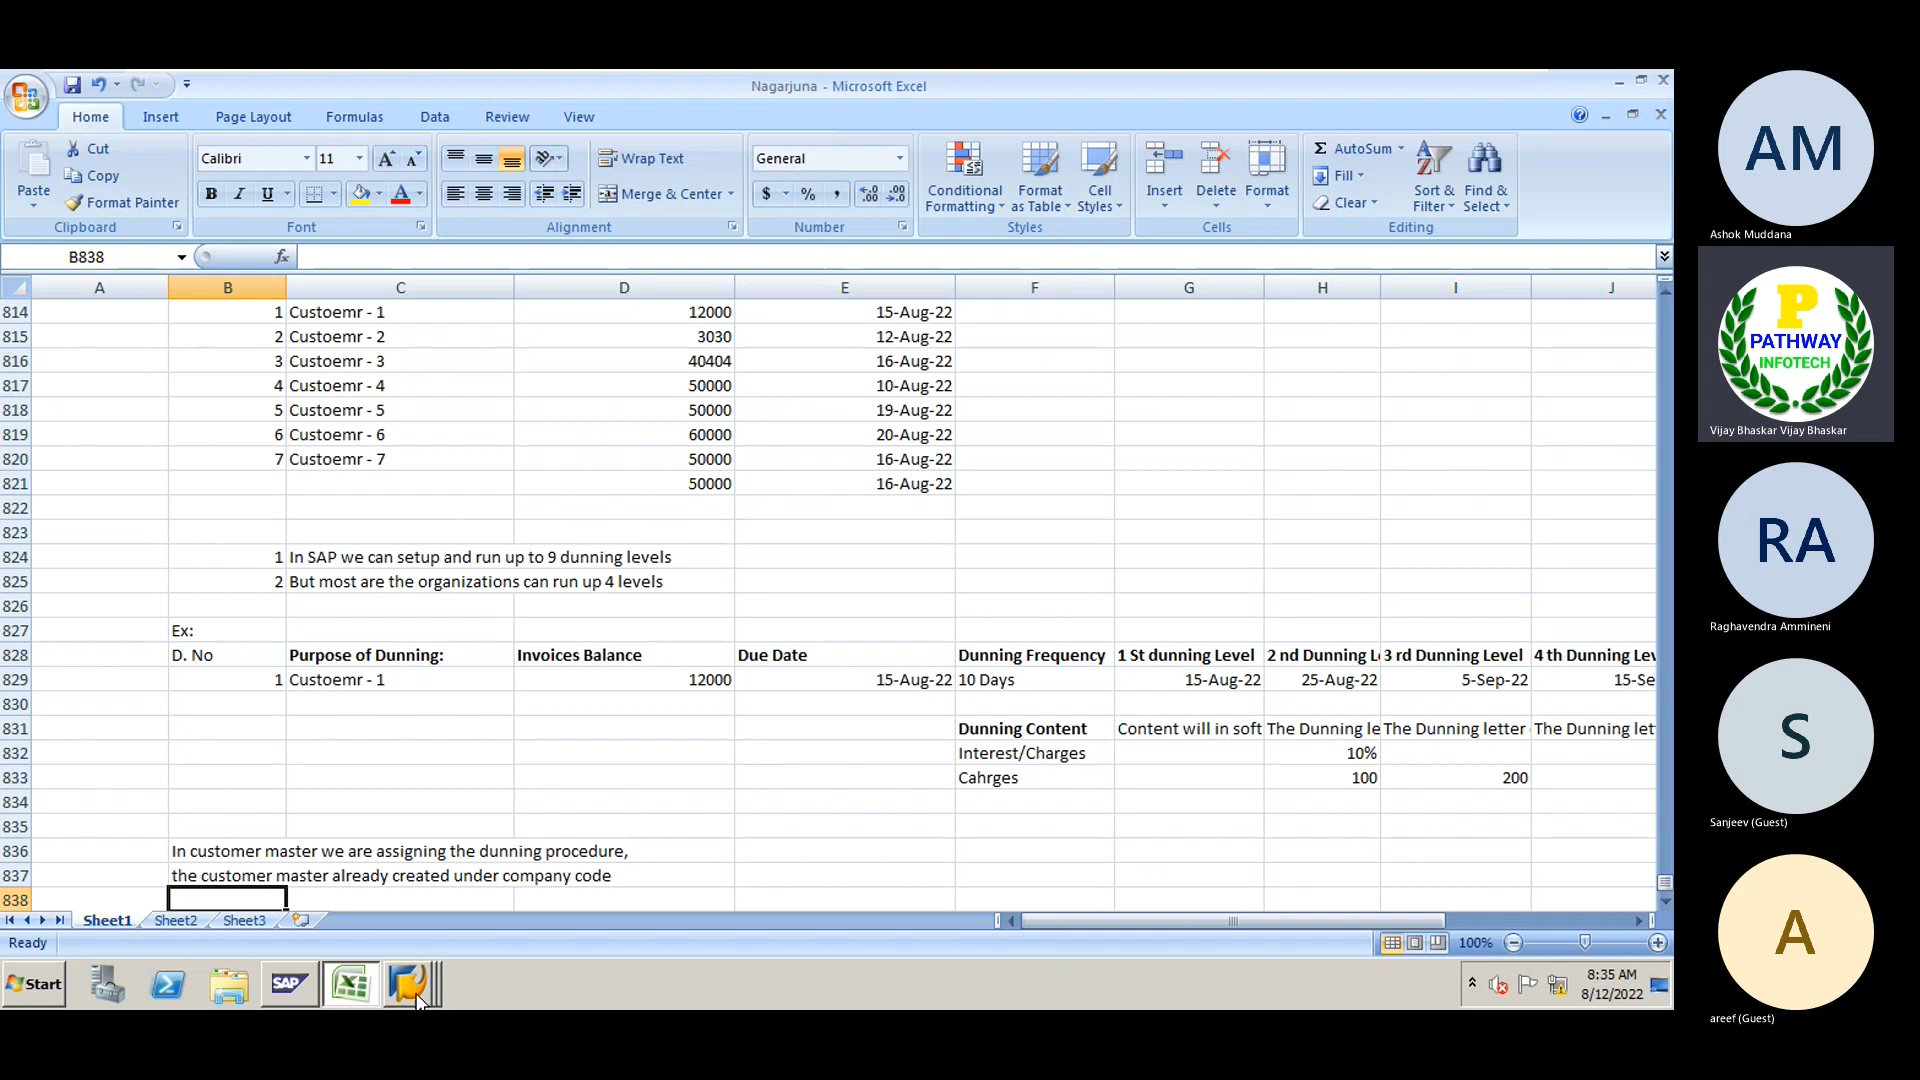 Nagarjuna - Microsoft Excel
Home Insert Page Layout Formulas Data Review View
Paste Cut Copy Format Painter Clipboard
Calibri 11 Font
Wrap Text Merge & Center Alignment
General $ % , Number
Conditional Formatting Format as Table Cell Styles Styles
Insert Delete Format Cells
Σ AutoSum Fill Clear Sort & Filter Find & Select Editing
B838 fx
A B C D E F G H I J
814 1 Custoemr - 1 12000 15-Aug-22
815 2 Custoemr - 2 3030 12-Aug-22
816 3 Custoemr - 3 40404 16-Aug-22
817 4 Custoemr - 4 50000 10-Aug-22
818 5 Custoemr - 5 50000 19-Aug-22
819 6 Custoemr - 6 60000 20-Aug-22
820 7 Custoemr - 7 50000 16-Aug-22
821 50000 16-Aug-22
822
823
824 1 In SAP we can setup and run up to 9 dunning levels
825 2 But most are the organizations can run up 4 levels
826
827 Ex:
828 D. No Purpose of Dunning: Invoices Balance Due Date Dunning Frequency 1 St dunning Level 2 nd Dunning Le 3 rd Dunning Level 4 th Dunning Lev
829 1 Custoemr - 1 12000 15-Aug-22 10 Days 15-Aug-22 25-Aug-22 5-Sep-22 15-Se
830
831 Dunning Content Content will in soft The Dunning le The Dunning letter The Dunning lett
832 Interest/Charges 10%
833 Cahrges 100 200
834
835
836 In customer master we are assigning the dunning procedure,
837 the customer master already created under company code
838
Sheet1 Sheet2 Sheet3
Ready 100%
Start SAP 8:35 AM
8/12/2022
AM
Ashok Muddana
P
PATHWAY
INFOTECH
Vijay Bhaskar Vijay Bhaskar
RA
Raghavendra Ammineni
S
Sanjeev (Guest)
A
areef (Guest)